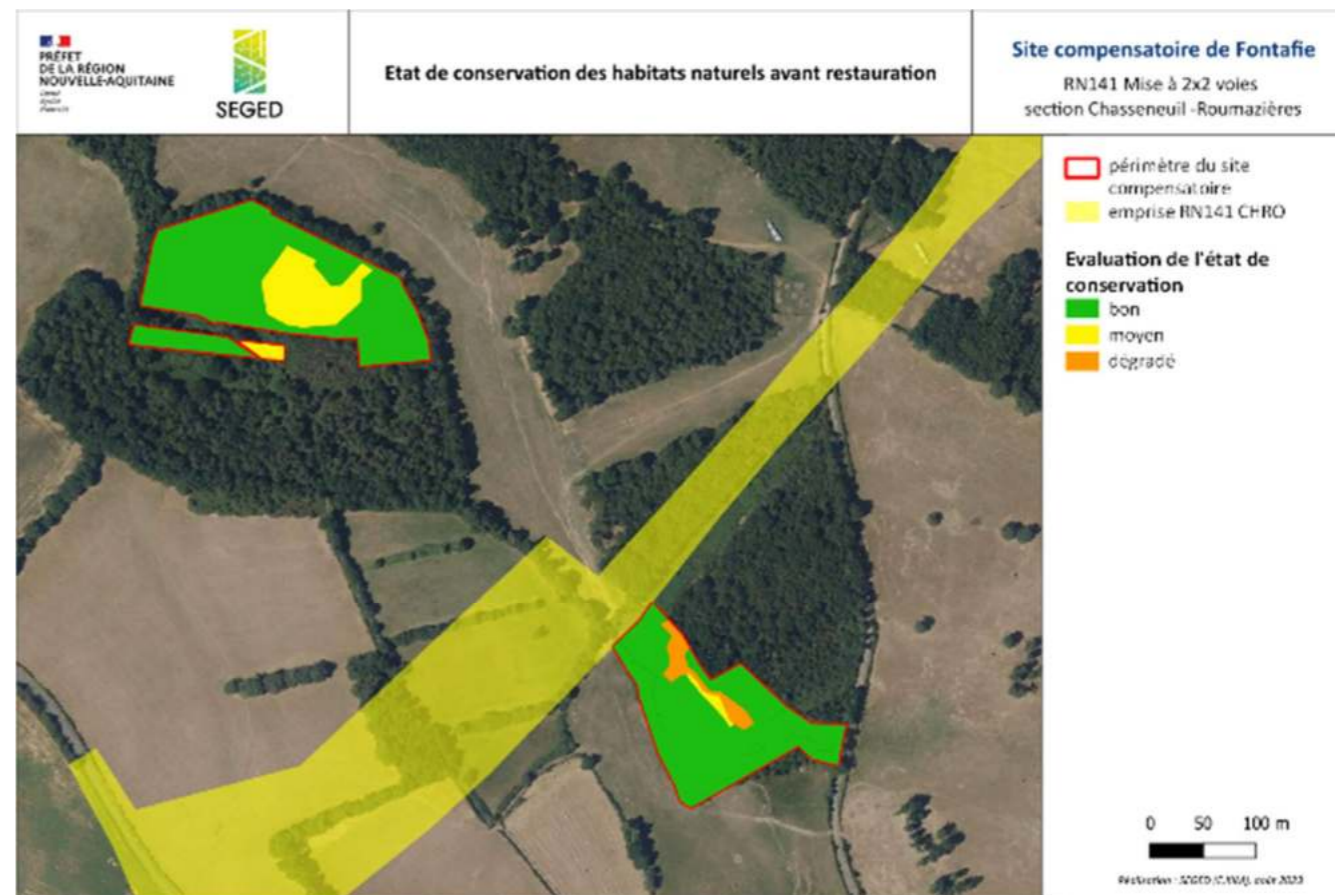 PRÉFET
DE LA RÉGION
NOUVELLE-AQUITAINE
SEGED
Etat de conservation des habitats naturels avant restauration
Site compensatoire de Fontafie
RN141 Mise à 2x2 voies
section Chasseneuil -Roumazières
périmètre du site
compensatoire
emprise RN141 CHRO
Evaluation de l'état de
conservation
bon
moyen
dégradé
0 50 100 m
Réalisation : SEGED